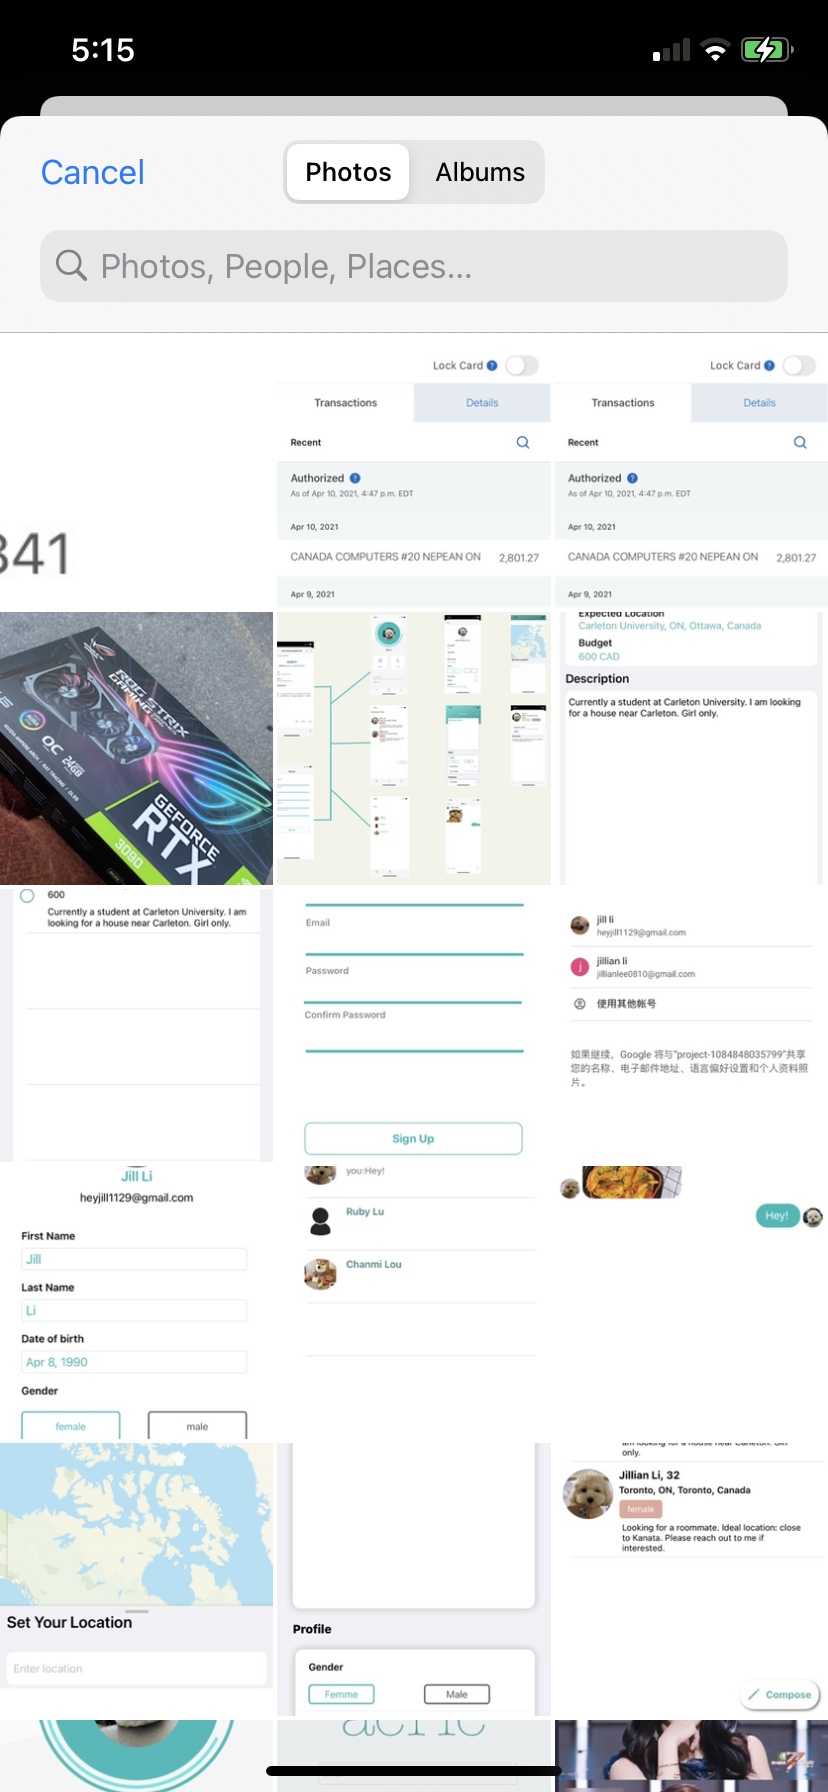 5:15
Cancel
Photos
Albums
Photos, People, Places...
341
Lock Card ?
Transactions
Details
Recent
Authorized ?
As of Apr 10, 2021, 4:47 p.m. EDT
Apr 10, 2021
CANADA COMPUTERS #20 NEPEAN ON 2,801.27
Apr 9, 2021
Lock Card ?
Transactions
Details
Recent
Authorized ?
As of Apr 10, 2021, 4:47 p.m. EDT
Apr 10, 2021
CANADA COMPUTERS #20 NEPEAN ON 2,801.27
Apr 9, 2021
ROG STRIX
GAMING
OC
24GB
GEFORCE
RTX
3090
Expected Location
Carleton University, ON, Ottawa, Canada
Budget
600 CAD
Description
Currently a student at Carleton University. I am looking
for a house near Carleton. Girl only.
600
Currently a student at Carleton University. I am
looking for a house near Carleton. Girl only.
Email
Password
Confirm Password
Sign Up
jill li
heyjill1129@gmail.com
j
jillian li
jillianlee0810@gmail.com
使用其他帐号
如果继续，Google 将与"project-1084848035799"共享
您的名称、电子邮件地址、语言偏好设置和个人资料照
片。
Jill Li
heyjill1129@gmail.com
First Name
Jill
Last Name
Li
Date of birth
Apr 8, 1990
Gender
female
male
you:Hey!
Ruby Lu
Chanmi Lou
Hey!
Set Your Location
Enter location
Profile
Gender
Femme
Male
am looking for a house near Carleton. Girl
only.
Jillian Li, 32
Toronto, ON, Toronto, Canada
female
Looking for a roommate. Ideal location: close
to Kanata. Please reach out to me if
interested.
Compose